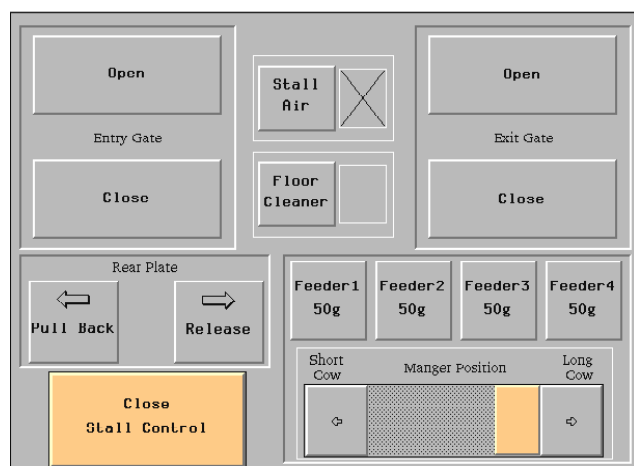 Open
Entry Gate
Close
Stall
Air
Floor
Cleaner
Open
Exit Gate
Close
Rear Plate
Pull Back
Release
Feeder1
50g
Feeder2
50g
Feeder3
50g
Feeder4
50g
Short
Cow
Manger Position
Long
Cow
Close
Stall Control